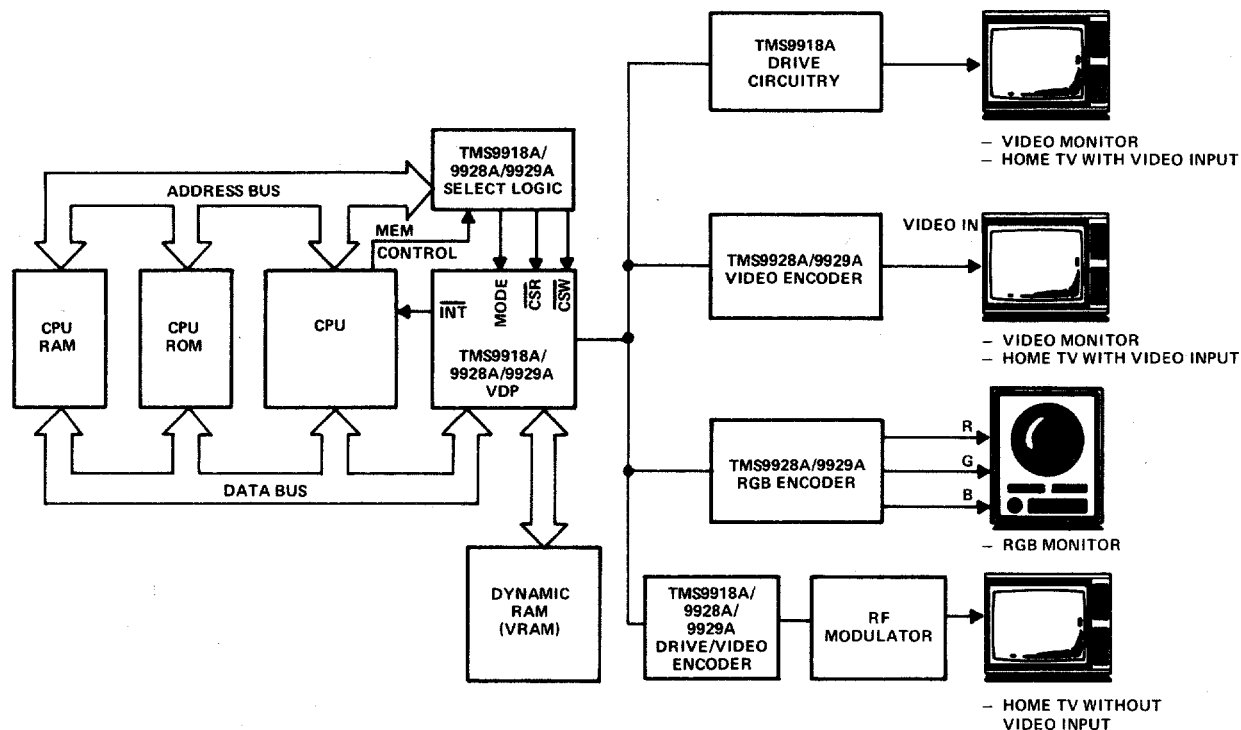 TMS9918A
DRIVE
CIRCUITRY
– VIDEO MONITOR
– HOME TV WITH VIDEO INPUT
TMS9918A/
9928A/9929A
SELECT LOGIC
ADDRESS BUS
MEM
CONTROL
CPU
RAM
CPU
ROM
CPU
INT
MODE
CSR
CSW
TMS9918A/
9928A/9929A
VDP
DATA BUS
DYNAMIC
RAM
(VRAM)
TMS9928A/9929A
VIDEO ENCODER
VIDEO IN
– VIDEO MONITOR
– HOME TV WITH VIDEO INPUT
TMS9928A/9929A
RGB ENCODER
R
G
B
– RGB MONITOR
TMS9918A/
9928A/
9929A
DRIVE/VIDEO
ENCODER
RF
MODULATOR
– HOME TV WITHOUT
VIDEO INPUT